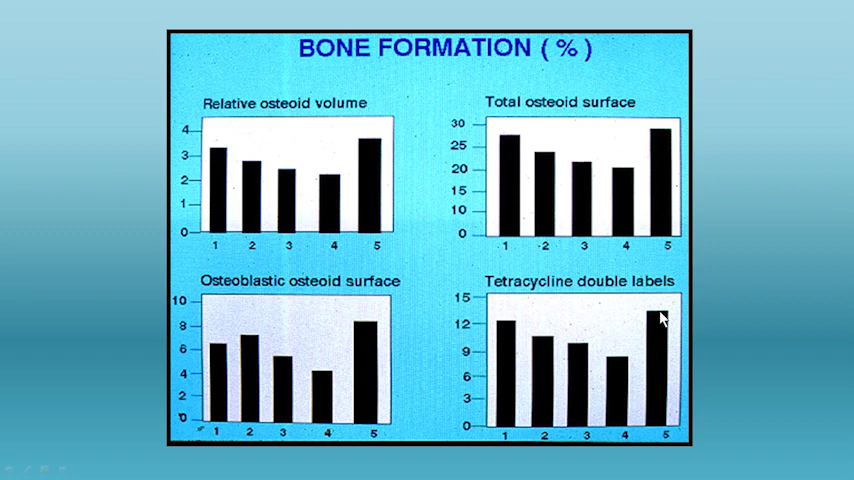 BONE FORMATION ( % )
Relative osteoid volume
4
3
2
1
0
1 2 3 4 5
Total osteoid surface
30
25
20
15
10
0
1 2 3 4 5
Osteoblastic osteoid surface
10
8
6
4
2
0
1 2 3 4 5
Tetracycline double labels
15
12
9
6
3
0
1 2 3 4 5